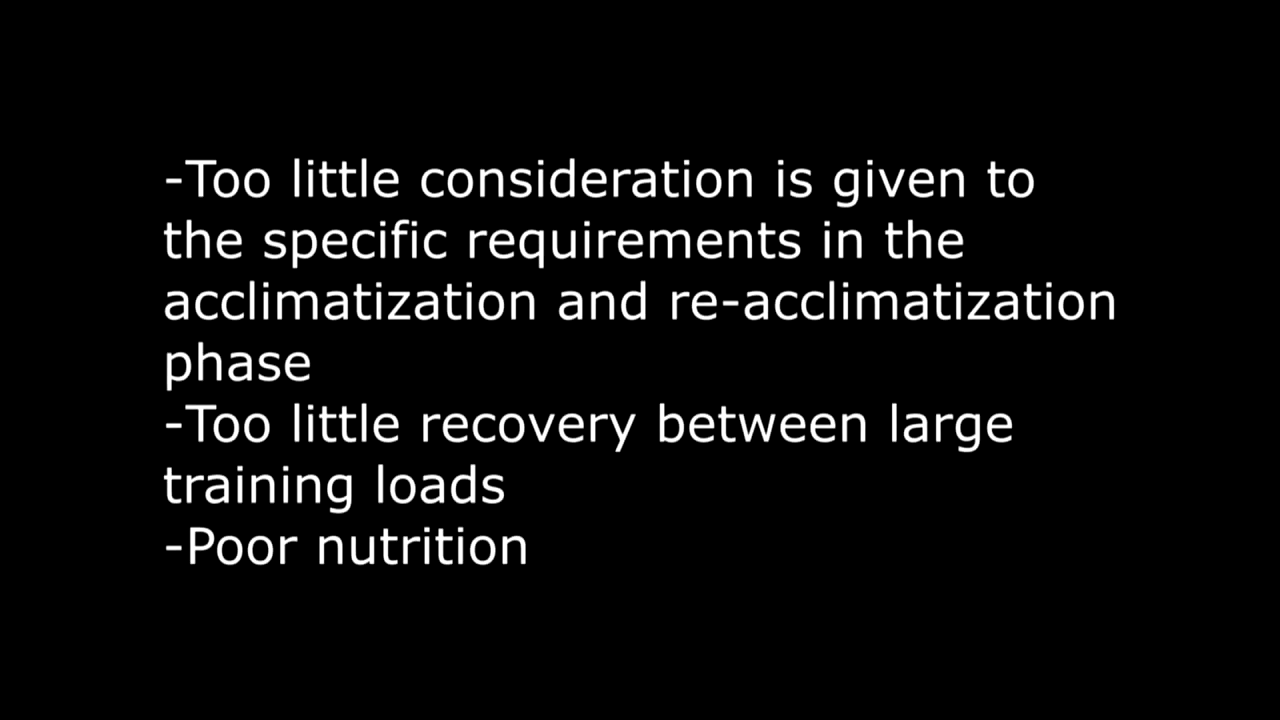 -Too little consideration is given to
the specific requirements in the
acclimatization and re-acclimatization
phase
-Too little recovery between large
training loads
-Poor nutrition